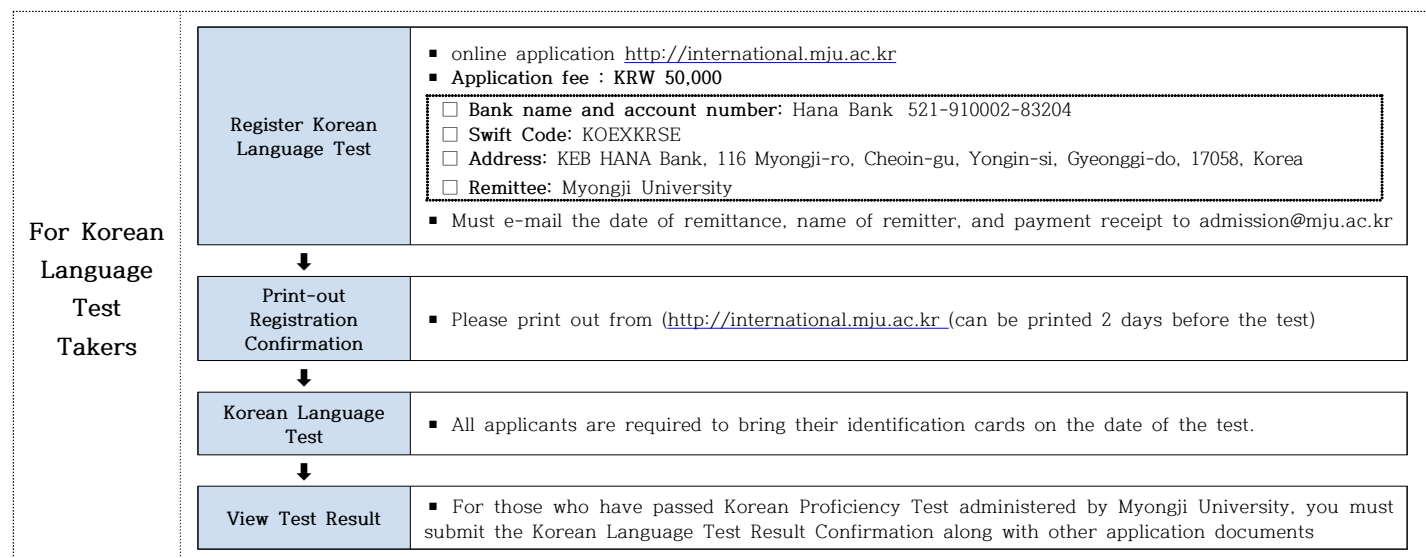 For Korean
Language
Test
Takers
Register Korean
Language Test
▪ online application http://international.mju.ac.kr
▪ Application fee : KRW 50,000
□ Bank name and account number: Hana Bank 521-910002-83204
□ Swift Code: KOEXKRSE
□ Address: KEB HANA Bank, 116 Myongji-ro, Cheoin-gu, Yongin-si, Gyeonggi-do, 17058, Korea
□ Remittee: Myongji University
▪ Must e-mail the date of remittance, name of remitter, and payment receipt to admission@mju.ac.kr
⬇
Print-out
Registration
Confirmation
▪ Please print out from (http://international.mju.ac.kr (can be printed 2 days before the test)
⬇
Korean Language
Test
▪ All applicants are required to bring their identification cards on the date of the test.
⬇
View Test Result
▪ For those who have passed Korean Proficiency Test administered by Myongji University, you must
submit the Korean Language Test Result Confirmation along with other application documents